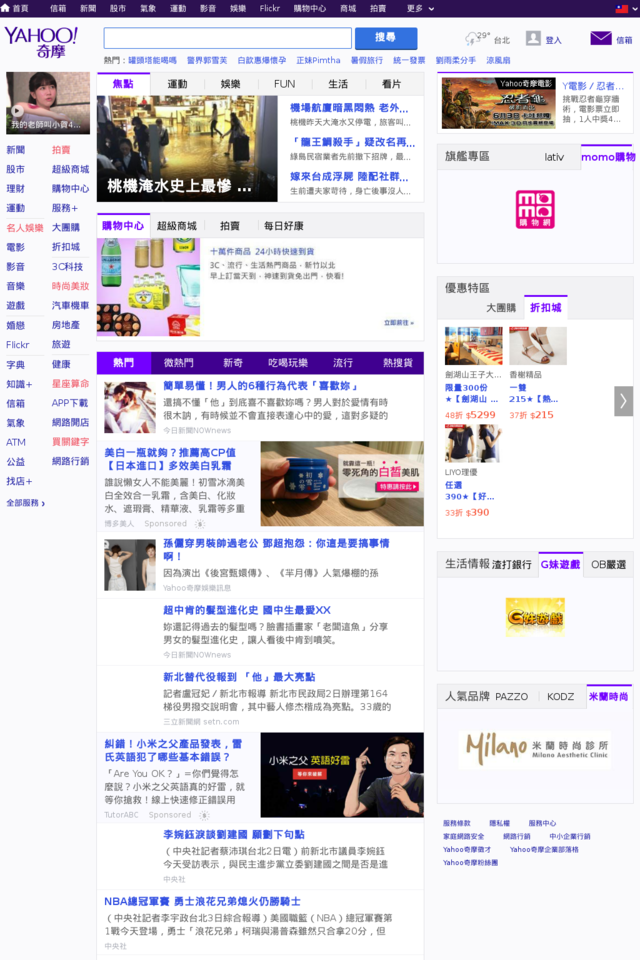 首頁 信箱 新聞 股市 氣象 運動 影音 娛樂 Flickr 購物中心 商城 拍賣 更多
YAHOO!
奇摩
搜尋
29° 台北 登入 信箱
熱門： 罐頭塔能喝嗎 警界郭雪芙 白飲惠爆懷孕 正妹Pimtha 暑假旅行 統一發票 劉雨柔分手 涼風扇
我的老師叫小賀4...
新聞 拍賣
股市 超級商城
理財 購物中心
運動 服務+
名人娛樂 大團購
電影 折扣城
影音 3C科技
音樂 時尚美妝
遊戲 汽車機車
婚戀 房地產
Flickr 旅遊
字典 健康
知識+ 星座算命
信箱 APP下載
氣象 網路開店
ATM 買關鍵字
公益 網路行銷
找店+
全部服務 ›
焦點 運動 娛樂 FUN 生活 看片
桃機淹水史上最慘 ...
機場航廈暗黑悶熱 老外...
桃機昨天大淹水又停電，旅客叫...
「龍王鯛殺手」疑改名再...
綠島民宿業者先前撤下招牌，最...
嫁來台成浮屍 陸配社群...
生前遭夫家苛待，身亡後事沒人...
購物中心 超級商城 拍賣 每日好康
十萬件商品 24小時快速到貨
3C、流行、生活熱門商品 - 新竹以北
早上訂當天到 - 神速到貨免出門，快看!
立即前往 »
熱門 微熱門 新奇 吃喝玩樂 流行 熱搜貨
簡單易懂！男人的6種行為代表「喜歡妳」
還搞不懂「他」到底喜不喜歡妳嗎？男人對於愛情有時
很木訥，有時候並不會直接表達心中的愛，這對多疑的
今日新聞NOWnews
美白一瓶就夠？推薦高CP值
【日本進口】多效美白乳霜
誰說懶女人不能美麗！初雪水滴美
白全效合一乳霜，含美白、化妝
水、遮瑕膏、精華液、乳霜等多重
博多美人 Sponsored
就靠這一瓶!
零死角的白皙美肌
特惠請按此
孫儷穿男裝帥過老公 鄧超抱怨：你這是要搞事情
啊！
因為演出《後宮甄嬛傳》、《羋月傳》人氣爆棚的孫
Yahoo奇摩娛樂訊息
超中肯的髮型進化史 國中生最愛XX
妳還記得過去的髮型嗎？臉書插畫家「老闆這魚」分享
男女的髮型進化史，讓人看後中肯到噴笑。
今日新聞NOWnews
新北替代役報到 「他」最大亮點
記者盧冠妃／新北市報導 新北市民政局2日辦理第164
梯役男撥交說明會，其中藝人修杰楷成為亮點。33歲的
三立新聞網 setn.com
糾錯！小米之父產品發表，雷
氏英語犯了哪些基本錯誤？
「Are You OK？」=你們覺得怎
麼說？小米之父英語真的好雷，就
等你搶救！線上快速修正錯誤用
TutorABC Sponsored
小米之父 英語好雷
李婉鈺淚談劉建國 願劃下句點
（中央社記者蔡沛琪台北2日電）前新北市議員李婉鈺
今天受訪表示，與民主進步黨立委劉建國之間是否是進
中央社
NBA總冠軍賽 勇士浪花兄弟熄火仍勝騎士
（中央社記者李宇政台北3日綜合報導）美國職籃（NBA）總冠軍賽第
1戰今天登場，勇士「浪花兄弟」柯瑞與湯普森雖然只合拿20分，但
中央社
Yahoo奇摩電影
Y電影 / 忍者...
挑戰忍者龜穿牆
術，電影票立即
抽，1人中獎4...
旗艦專區 lativ momo購物
momo
購物網
優惠特區
大團購 折扣城
劍湖山王子大...
限量300份
★【劍湖山 ...
48折 $5299
香榭精品
一雙
215★【熱...
37折 $215
LIYO理優
任選
390★【好...
33折 $390
生活情報 渣打銀行 G妹遊戲 OB嚴選
G妹遊戲
人氣品牌 PAZZO KODZ 米蘭時尚
Milano 米蘭時尚診所
Milano Aesthetic Clinic
服務條款 隱私權 服務中心
家庭網路安全 網路行銷 中小企業行銷
Yahoo奇摩徵才 Yahoo奇摩企業部落格
Yahoo奇摩粉絲團